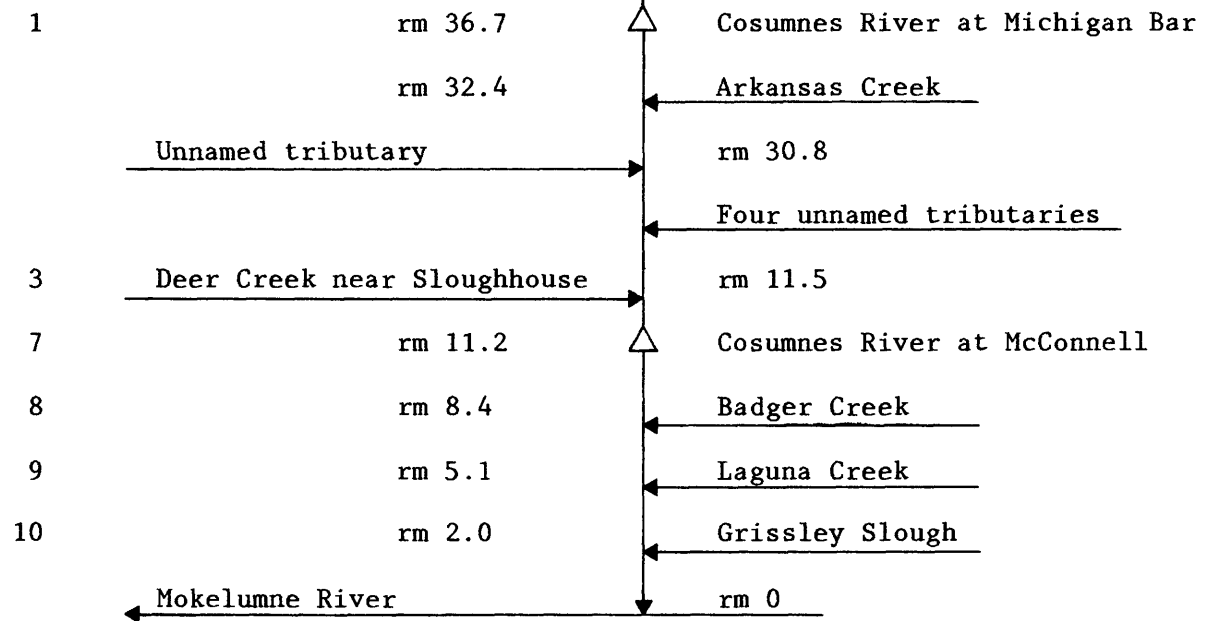 1 rm 36.7 Cosumnes River at Michigan Bar
rm 32.4 Arkansas Creek
Unnamed tributary rm 30.8
Four unnamed tributaries
3 Deer Creek near Sloughhouse rm 11.5
7 rm 11.2 Cosumnes River at McConnell
8 rm 8.4 Badger Creek
9 rm 5.1 Laguna Creek
10 rm 2.0 Grissley Slough
Mokelumne River rm 0